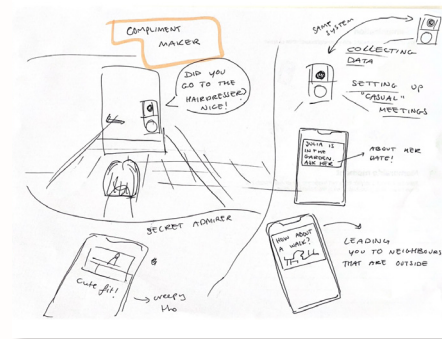 COMPLIMENT
MAKER
DID YOU
GO TO THE
HAIRDRESSER?
NICE!
SECRET ADMIRER
Cute fit!
→ creepy
tho
SAME
SYSTEM
COLLECTING
DATA
SETTING UP
"CASUAL"
MEETINGS
JULIA IS
IN THE
GARDEN.
ASK HER
ABOUT HER
DATE!
HOW ABOUT
A WALK?
LEADING
YOU TO NEIGHBOURS
THAT ARE OUTSIDE